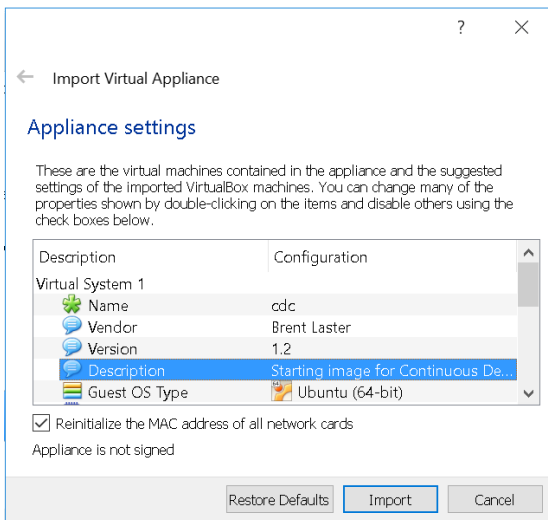 ?
Import Virtual Appliance
Appliance settings
These are the virtual machines contained in the appliance and the suggested
settings of the imported VirtualBox machines. You can change many of the
properties shown by double-clicking on the items and disable others using the
check boxes below.
Description Configuration
Virtual System 1
Name cdc
Vendor Brent Laster
Version 1.2
Description Starting image for Continuous De...
Guest OS Type Ubuntu (64-bit)
Reinitialize the MAC address of all network cards
Appliance is not signed
Restore Defaults Import Cancel